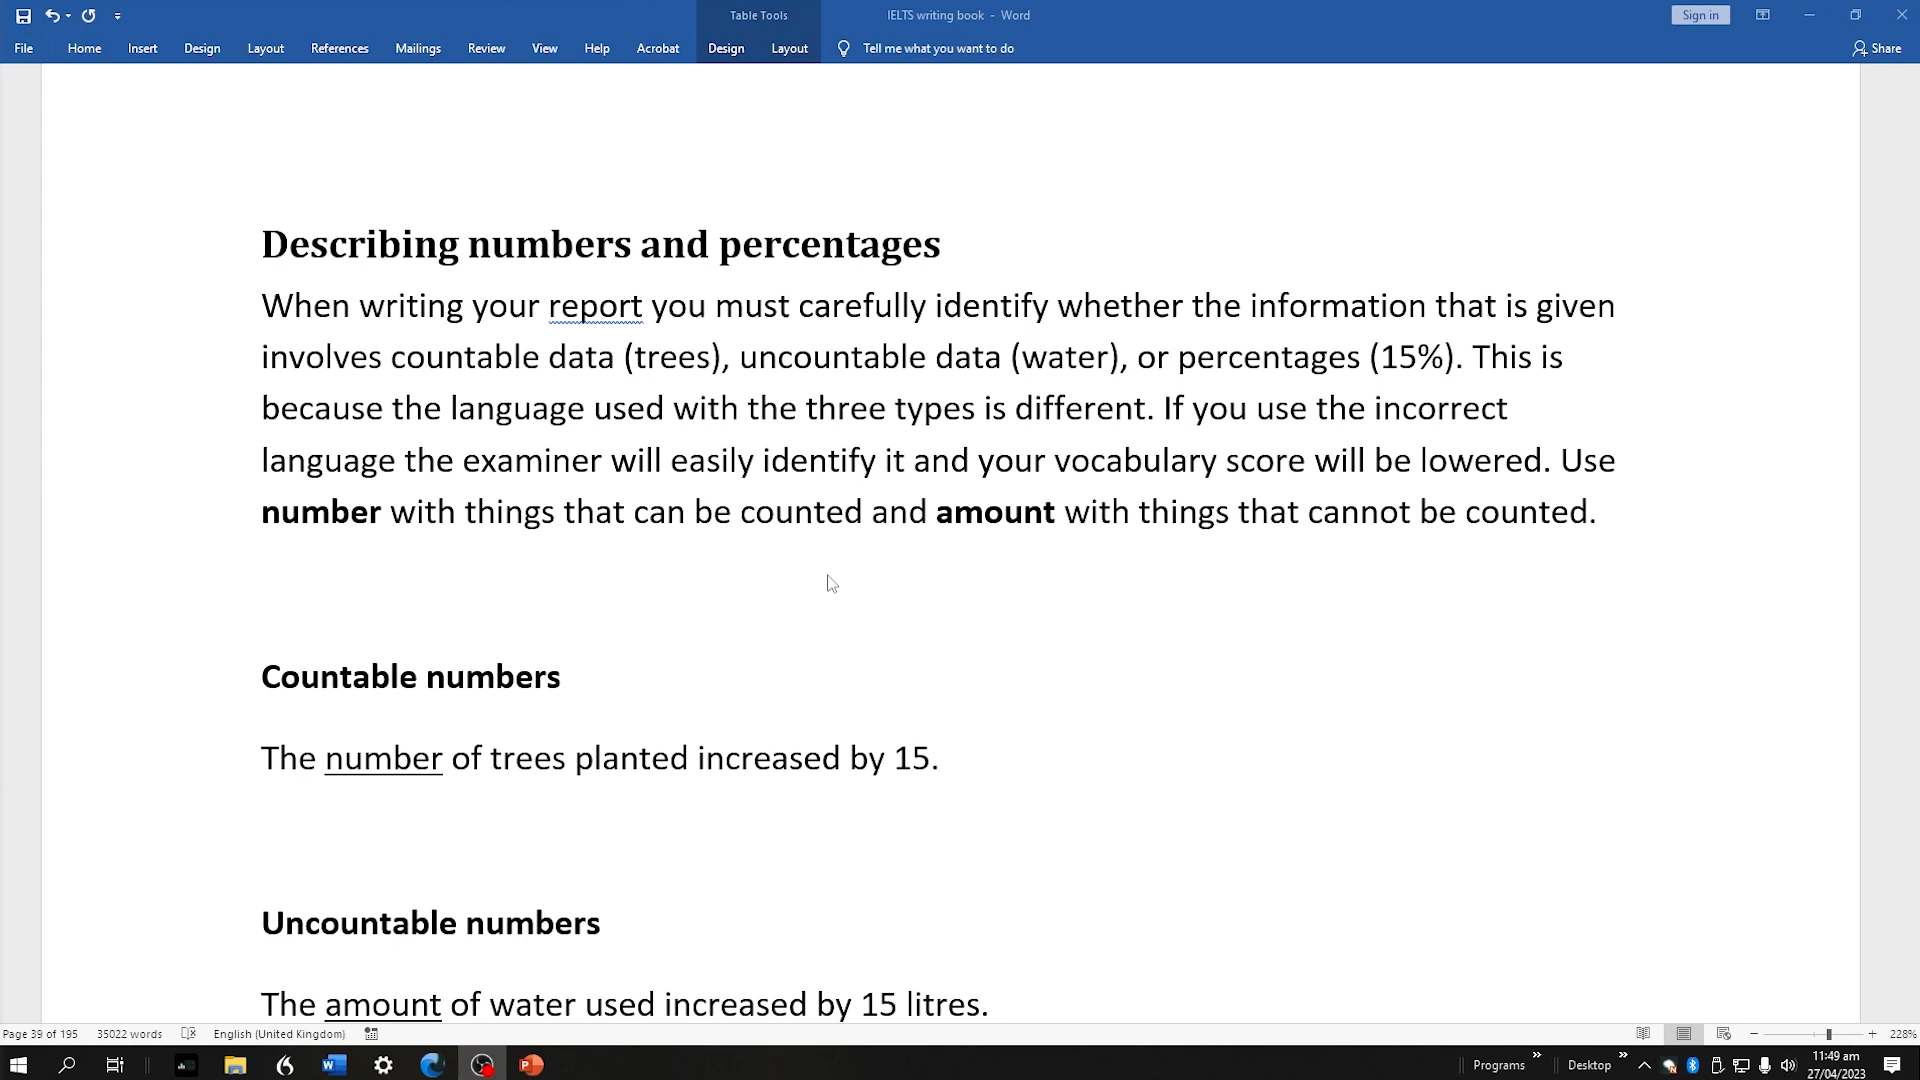 Table Tools
IELTS writing book - Word
Sign in
File Home Insert Design Layout References Mailings Review View Help Acrobat Design Layout Tell me what you want to do Share
Describing numbers and percentages
When writing your report you must carefully identify whether the information that is given
involves countable data (trees), uncountable data (water), or percentages (15%). This is
because the language used with the three types is different. If you use the incorrect
language the examiner will easily identify it and your vocabulary score will be lowered. Use
number with things that can be counted and amount with things that cannot be counted.
Countable numbers
The number of trees planted increased by 15.
Uncountable numbers
The amount of water used increased by 15 litres.
Page 39 of 195 35022 words English (United Kingdom) 228%
Programs Desktop 11:49 am
27/04/2023